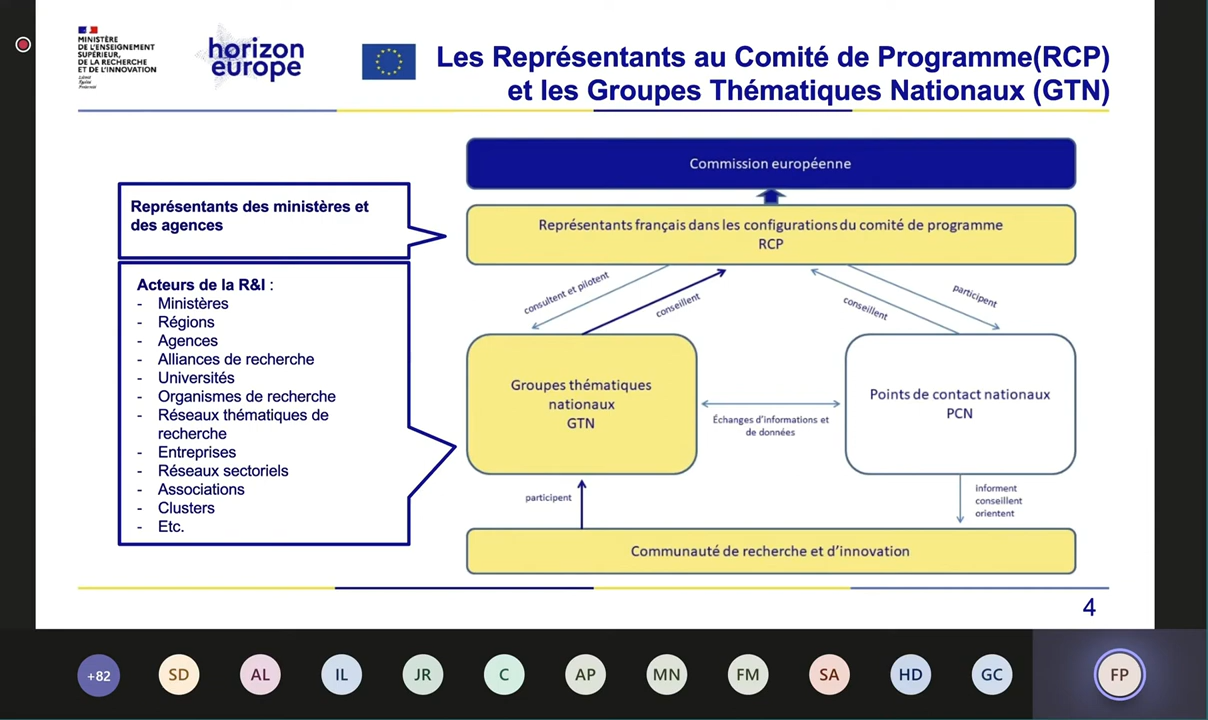 MINISTÈRE
DE L'ENSEIGNEMENT
SUPÉRIEUR,
DE LA RECHERCHE
ET DE L'INNOVATION
Liberté
Égalité
Fraternité
horizon
europe
Les Représentants au Comité de Programme(RCP)
et les Groupes Thématiques Nationaux (GTN)
Commission européenne
Représentants des ministères et
des agences
Représentants français dans les configurations du comité de programme
RCP
Acteurs de la R&I :
- Ministères
- Régions
- Agences
- Alliances de recherche
- Universités
- Organismes de recherche
- Réseaux thématiques de
recherche
- Entreprises
- Réseaux sectoriels
- Associations
- Clusters
- Etc.
consultent et pilotent
conseillent
conseillent
participent
Groupes thématiques
nationaux
GTN
Échanges d'informations et
de données
Points de contact nationaux
PCN
participent
informent
conseillent
orientent
Communauté de recherche et d'innovation
4
+82
SD
AL
IL
JR
C
AP
MN
FM
SA
HD
GC
FP